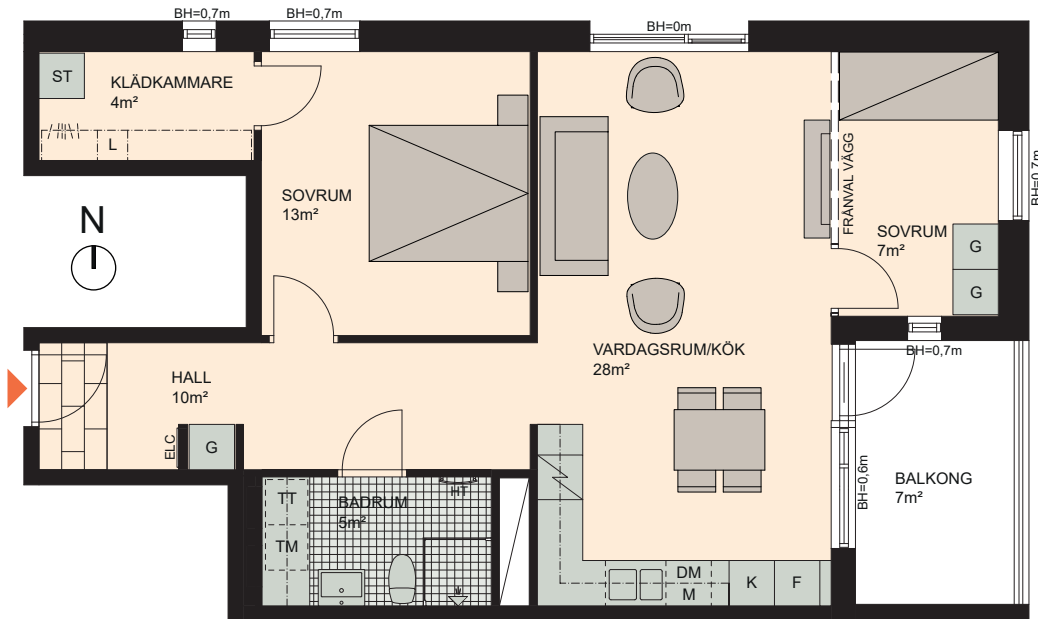 BH=0,7m
BH=0,7m
BH=0m
ST
KLÄDKAMMARE
4m²
L
SOVRUM
13m²
FRÅNVAL VÄGG
BH=0,7m
SOVRUM
7m²
G
G
N
BH=0,7m
VARDAGSRUM/KÖK
28m²
HALL
10m²
ELC
G
BH=0,6m
BALKONG
7m²
TT
BADRUM
5m²
HT
TM
DM
M
K
F